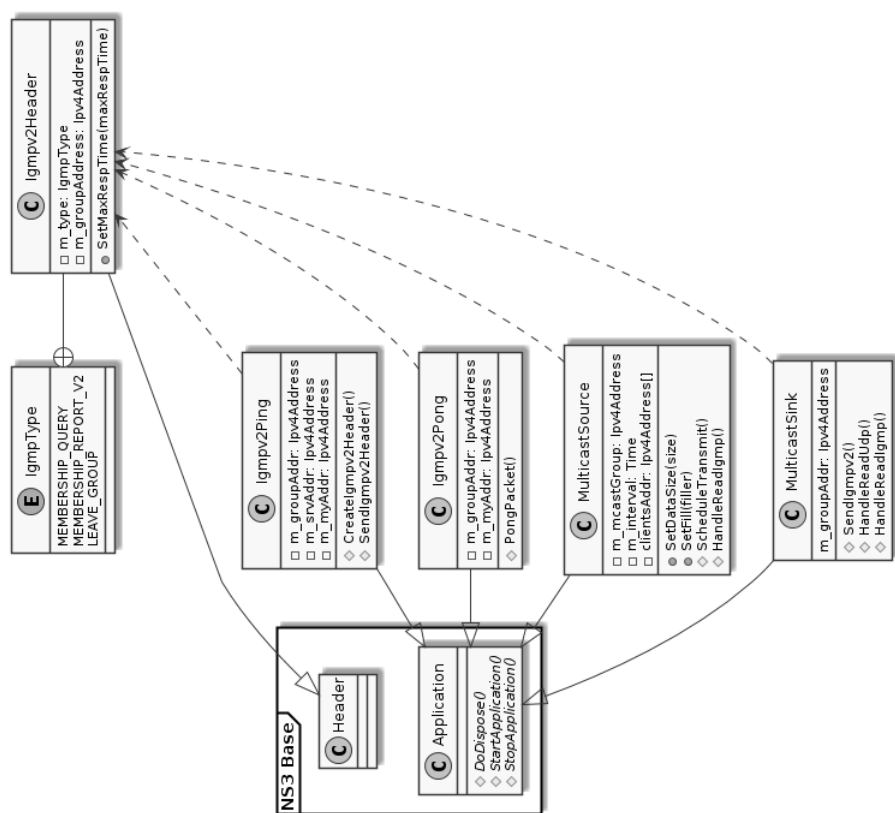 C Igmpv2Header
m_type: IgmpType
m_groupAddress: Ipv4Address
SetMaxRespTime(maxRespTime)
E IgmpType
MEMBERSHIP_QUERY
MEMBERSHIP_REPORT_V2
LEAVE_GROUP
C Igmpv2Ping
m_groupAddr: Ipv4Address
m_srvAddr: Ipv4Address
m_myAddr: Ipv4Address
CreateIgmpv2Header()
SendIgmpv2Header()
C Igmpv2Pong
m_groupAddr: Ipv4Address
m_myAddr: Ipv4Address
PongPacket()
C MulticastSource
m_mcastGroup: Ipv4Address
m_interval: Time
clientsAddr: Ipv4Address[]
SetDataSize(size)
SetFill(filler)
ScheduleTransmit()
HandleReadIgmp()
C MulticastSink
m_groupAddr: Ipv4Address
SendIgmpv2()
HandleReadUdp()
HandleReadIgmp()
NS3 Base
C Header
C Application
DoDispose()
StartApplication()
StopApplication()